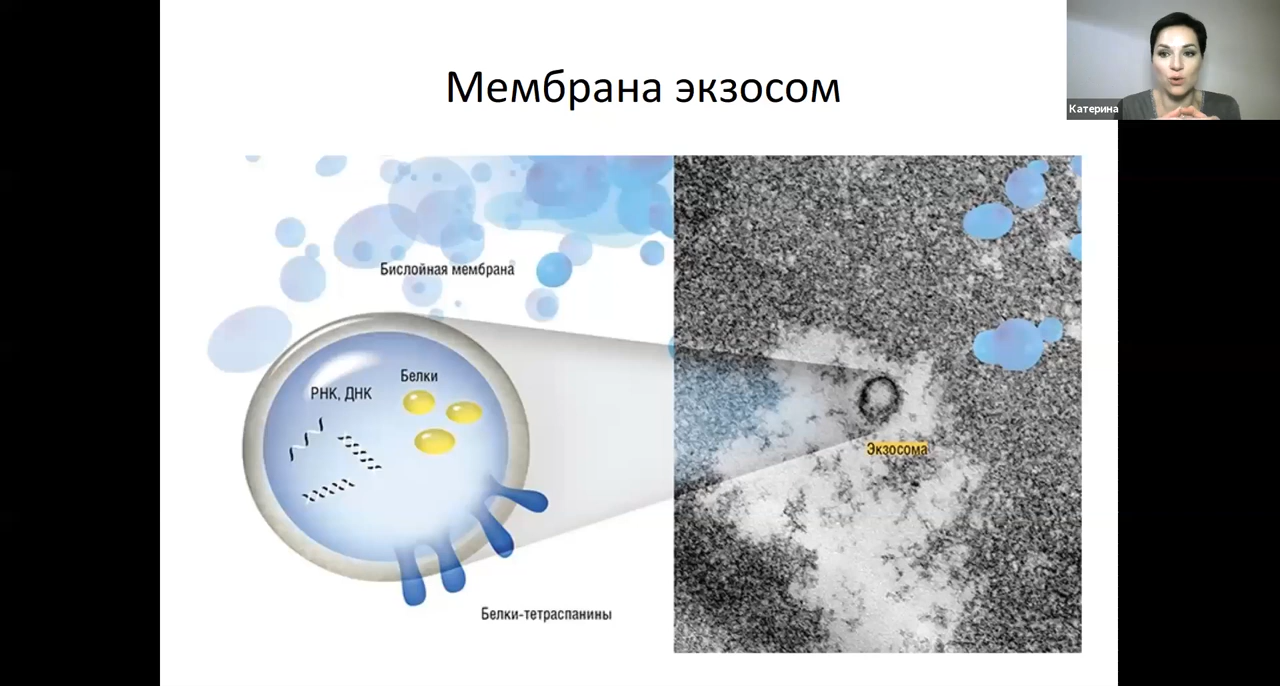 Мембрана экзосом
Катерина
Бислойная мембрана
Белки
РНК, ДНК
Экзосома
Белки-тетраспанины